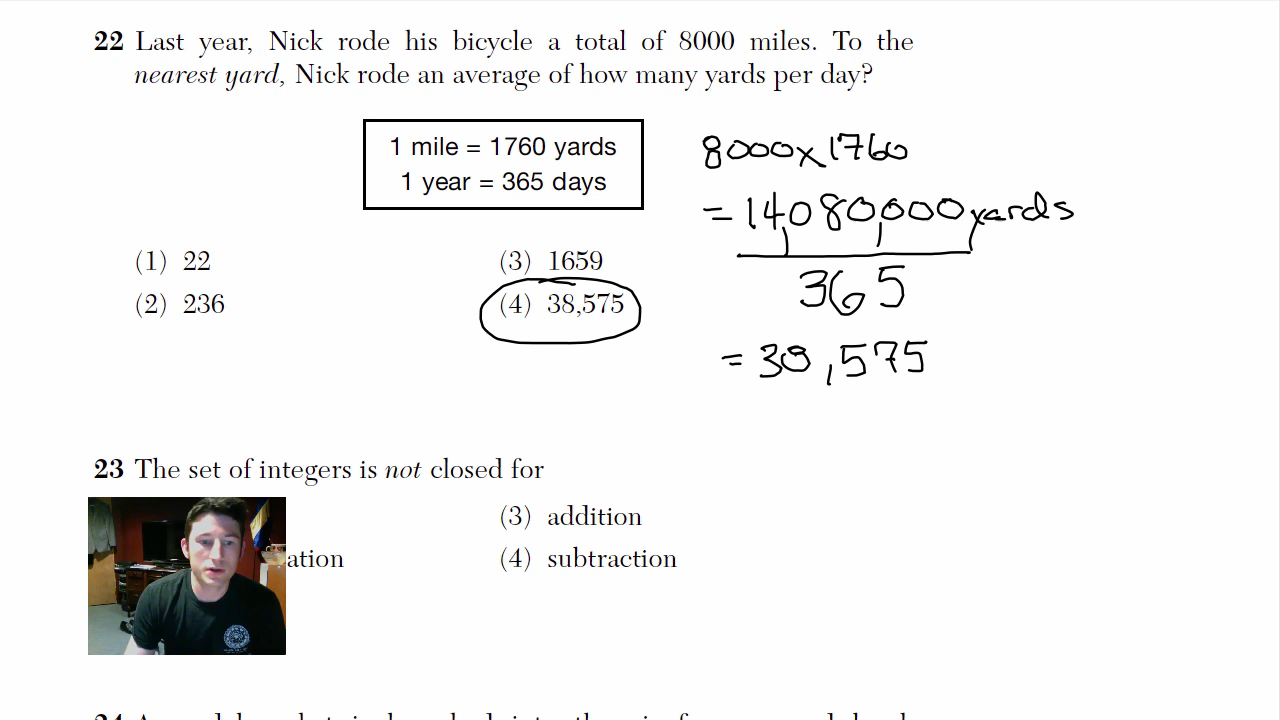 22 Last year, Nick rode his bicycle a total of 8000 miles. To the
nearest yard, Nick rode an average of how many yards per day?
1 mile = 1760 yards
1 year = 365 days
(1) 22
(2) 236
(3) 1659
(4) 38,575
8000x1760
= 14,080,000 yards
365
= 38,575
23 The set of integers is not closed for
ation
(3) addition
(4) subtraction